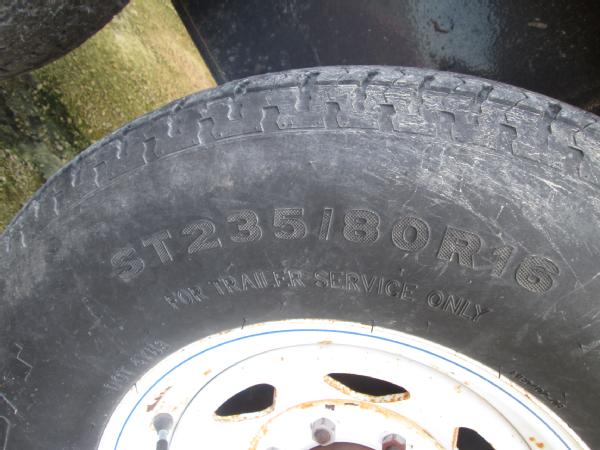 ST235/80R16
FOR TRAILER SERVICE ONLY